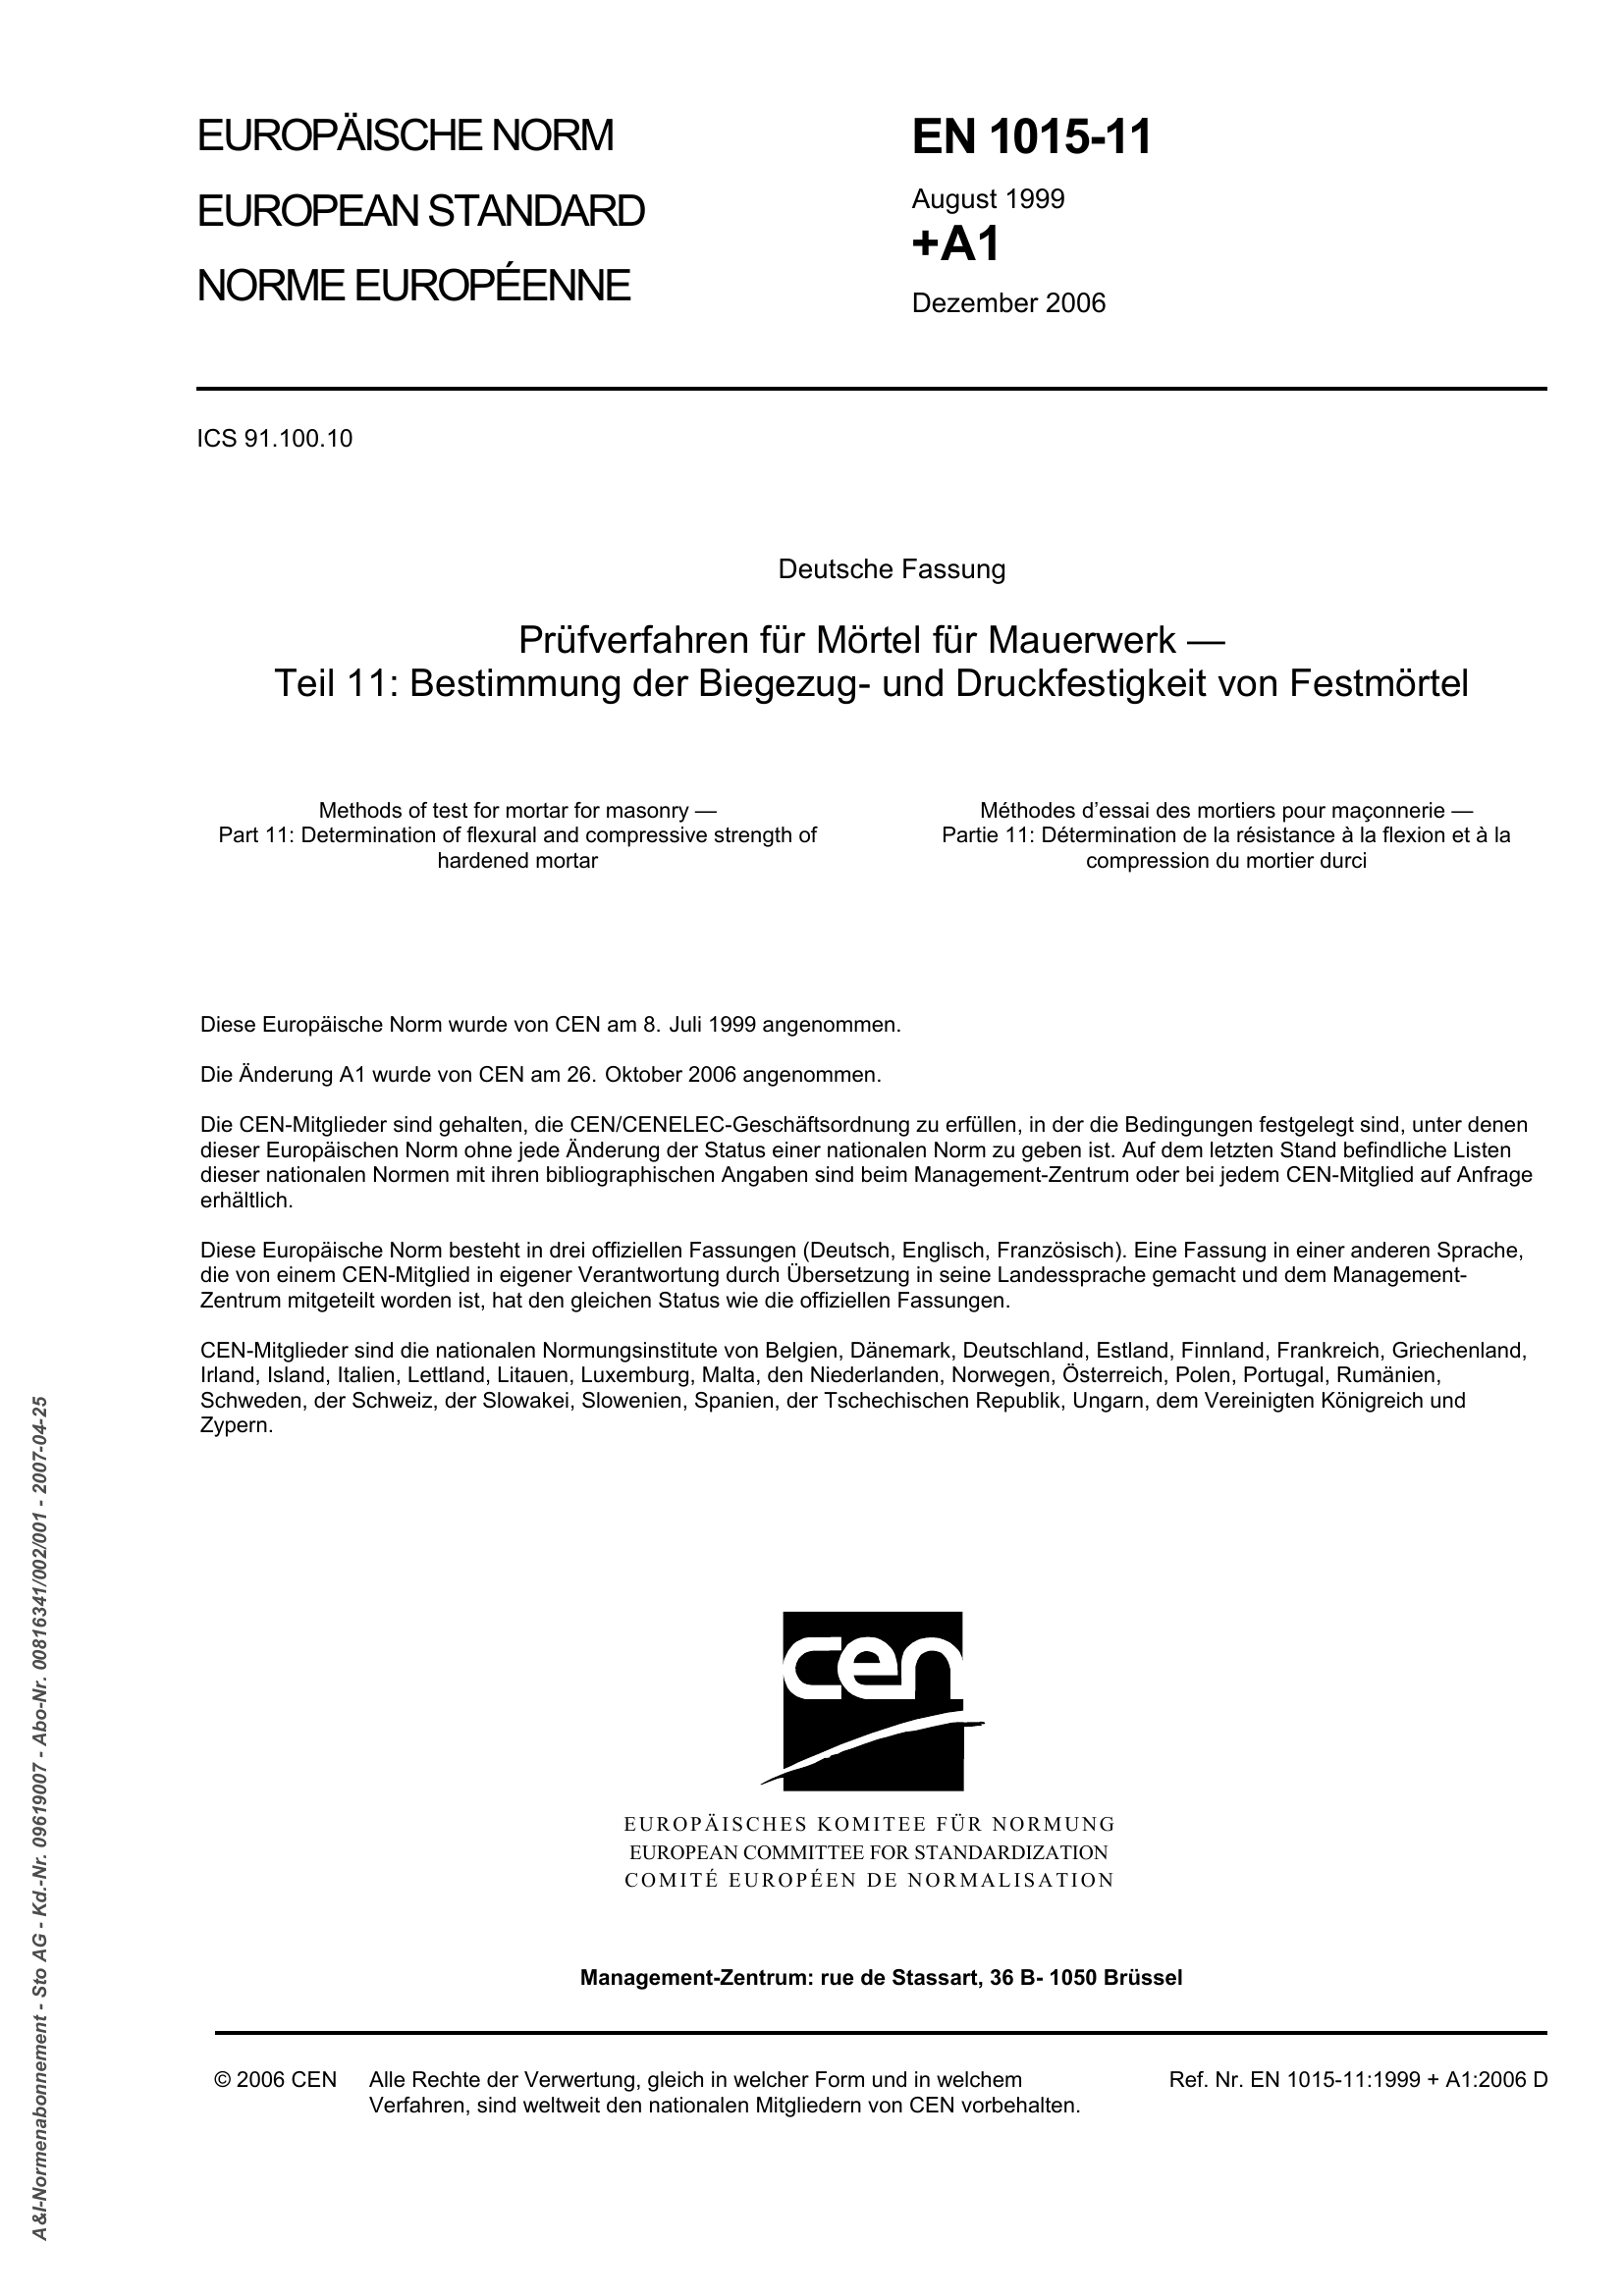 EUROPÄISCHE NORM
EUROPEAN STANDARD
NORME EUROPÉENNE
EN 1015-11
August 1999
+A1
Dezember 2006
ICS 91.100.10
Deutsche Fassung
Prüfverfahren für Mörtel für Mauerwerk —
Teil 11: Bestimmung der Biegezug- und Druckfestigkeit von Festmörtel
Methods of test for mortar for masonry —
Part 11: Determination of flexural and compressive strength of
hardened mortar
Méthodes d’essai des mortiers pour maçonnerie —
Partie 11: Détermination de la résistance à la flexion et à la
compression du mortier durci
Diese Europäische Norm wurde von CEN am 8. Juli 1999 angenommen.
Die Änderung A1 wurde von CEN am 26. Oktober 2006 angenommen.
Die CEN-Mitglieder sind gehalten, die CEN/CENELEC-Geschäftsordnung zu erfüllen, in der die Bedingungen festgelegt sind, unter denen
dieser Europäischen Norm ohne jede Änderung der Status einer nationalen Norm zu geben ist. Auf dem letzten Stand befindliche Listen
dieser nationalen Normen mit ihren bibliographischen Angaben sind beim Management-Zentrum oder bei jedem CEN-Mitglied auf Anfrage
erhältlich.
Diese Europäische Norm besteht in drei offiziellen Fassungen (Deutsch, Englisch, Französisch). Eine Fassung in einer anderen Sprache,
die von einem CEN-Mitglied in eigener Verantwortung durch Übersetzung in seine Landessprache gemacht und dem Management-
Zentrum mitgeteilt worden ist, hat den gleichen Status wie die offiziellen Fassungen.
CEN-Mitglieder sind die nationalen Normungsinstitute von Belgien, Dänemark, Deutschland, Estland, Finnland, Frankreich, Griechenland,
Irland, Island, Italien, Lettland, Litauen, Luxemburg, Malta, den Niederlanden, Norwegen, Österreich, Polen, Portugal, Rumänien,
Schweden, der Schweiz, der Slowakei, Slowenien, Spanien, der Tschechischen Republik, Ungarn, dem Vereinigten Königreich und
Zypern.
cen
EUROPÄISCHES KOMITEE FÜR NORMUNG
EUROPEAN COMMITTEE FOR STANDARDIZATION
COMITÉ EUROPÉEN DE NORMALISATION
Management-Zentrum: rue de Stassart, 36 B- 1050 Brüssel
© 2006 CEN Alle Rechte der Verwertung, gleich in welcher Form und in welchem
Verfahren, sind weltweit den nationalen Mitgliedern von CEN vorbehalten.
Ref. Nr. EN 1015-11:1999 + A1:2006 D
A&I-Normenabonnement - Sto AG - Kd.-Nr. 09619007 - Abo-Nr. 00816341/002/001 - 2007-04-25